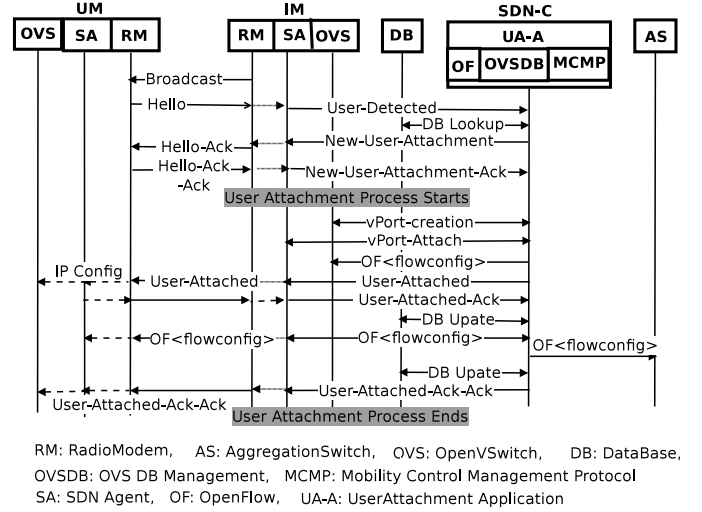 UM IM SDN-C
OVS SA RM RM SA OVS DB UA-A AS
OF OVSDB MCMP
Broadcast
Hello User-Detected
DB Lookup
Hello-Ack New-User-Attachment
Hello-Ack
-Ack
New-User-Attachment-Ack
User Attachment Process Starts
vPort-creation
vPort-Attach
OF<flowconfig>
IP Config User-Attached User-Attached
User-Attached-Ack
DB Upate
OF<flowconfig> OF<flowconfig> OF<flowconfig>
DB Upate
User-Attached-Ack-Ack
User-Attached-Ack-Ack
User Attachment Process Ends
RM: RadioModem, AS: AggregationSwitch, OVS: OpenVSwitch, DB: DataBase,
OVSDB: OVS DB Management, MCMP: Mobility Control Management Protocol
SA: SDN Agent, OF: OpenFlow, UA-A: UserAttachment Application